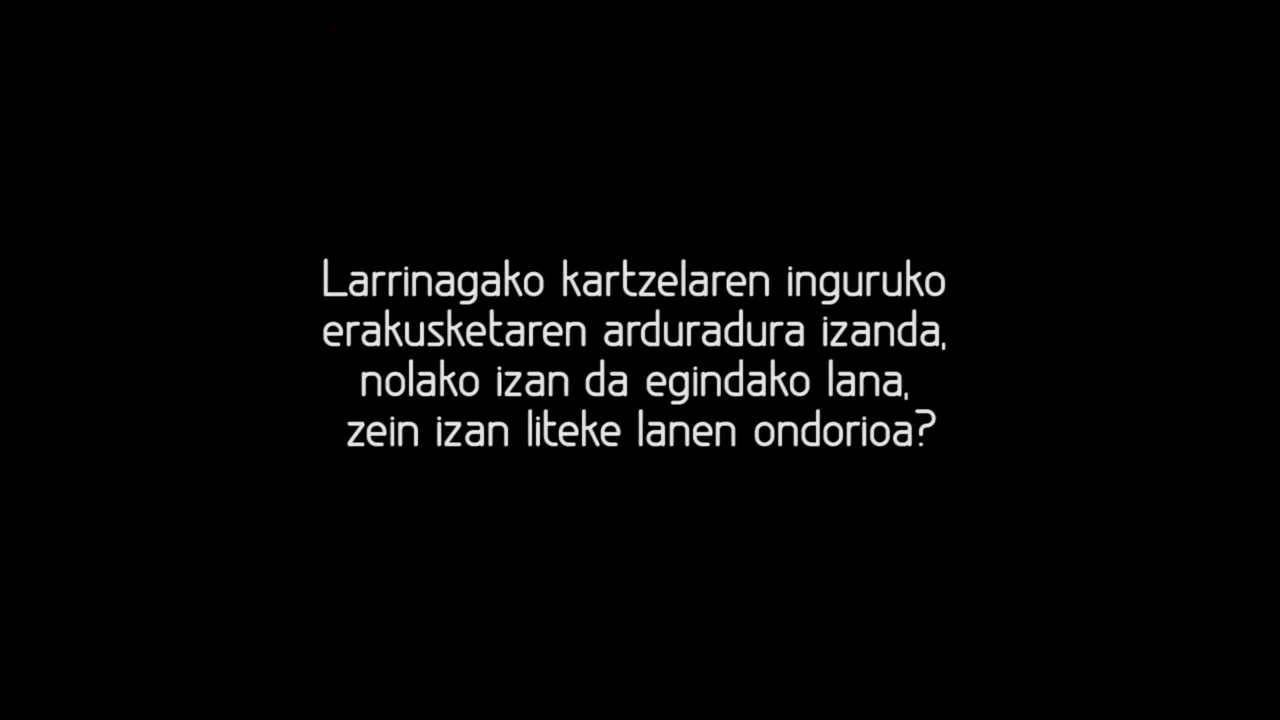 Larrinagako kartzelaren inguruko
erakusketaren arduradura izanda,
nolako izan da egindako lana,
zein izan liteke lanen ondorioa?